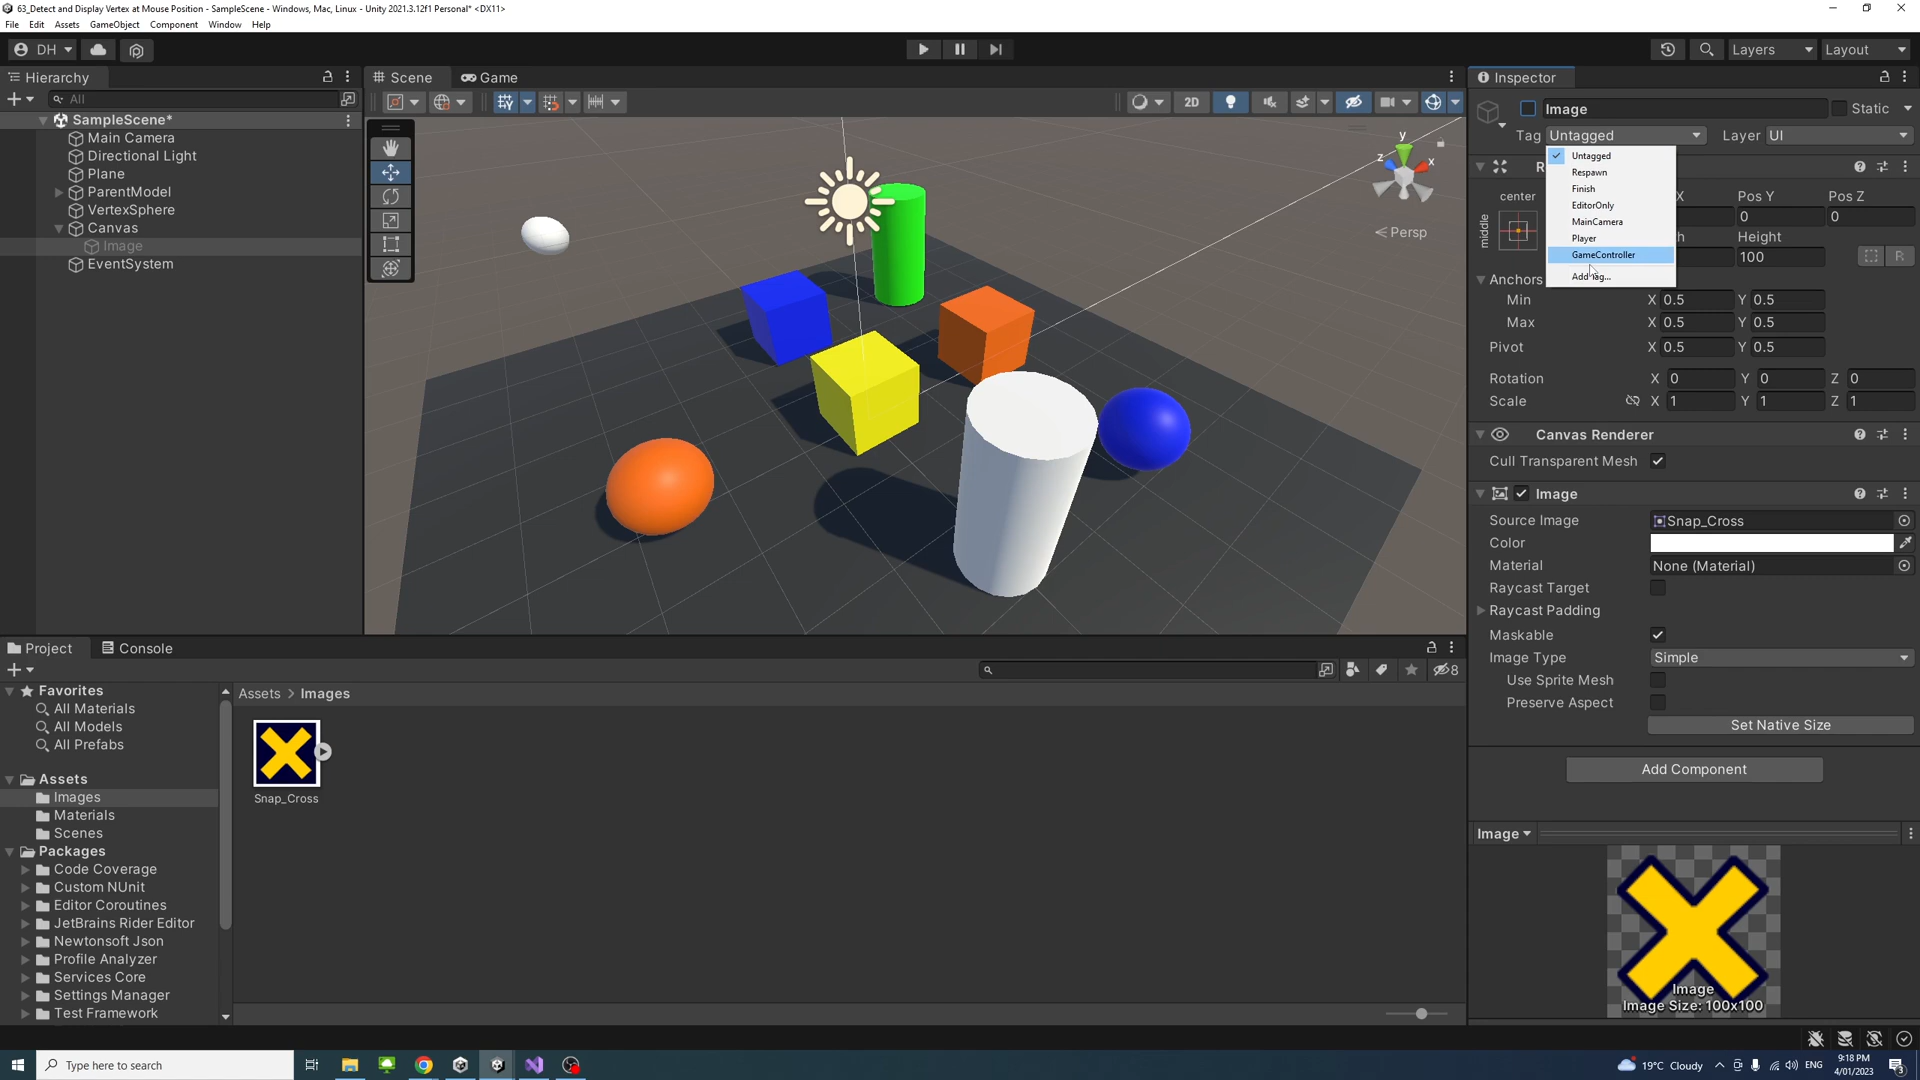 63_Detect and Display Vertex at Mouse Position - SampleScene - Windows, Mac, Linux - Unity 2021.3.12f1 Personal* <DX11>
File Edit Assets GameObject Component Window Help
DH
Layers Layout
Hierarchy
All
SampleScene*
Main Camera
Directional Light
Plane
ParentModel
VertexSphere
Canvas
Image
EventSystem
Scene Game
2D
y
z x
Persp
Inspector
Image Static
Tag Untagged Layer UI
Untagged
Respawn
Finish
EditorOnly
MainCamera
Player
GameController
Add Tag...
R
center X Pos Y Pos Z
middle 0 0
Height
100 R
Anchors
Min X 0.5 Y 0.5
Max X 0.5 Y 0.5
Pivot X 0.5 Y 0.5
Rotation X 0 Y 0 Z 0
Scale X 1 Y 1 Z 1
Canvas Renderer
Cull Transparent Mesh
Image
Source Image Snap_Cross
Color
Material None (Material)
Raycast Target
Raycast Padding
Maskable
Image Type Simple
Use Sprite Mesh
Preserve Aspect
Set Native Size
Add Component
Image
Image
Image Size: 100x100
Project Console
8
Favorites
All Materials
All Models
All Prefabs
Assets
Images
Materials
Scenes
Packages
Code Coverage
Custom NUnit
Editor Coroutines
JetBrains Rider Editor
Newtonsoft Json
Profile Analyzer
Services Core
Settings Manager
Test Framework
Assets > Images
Snap_Cross
Type here to search
19°C Cloudy ENG
9:18 PM
4/01/2023
3